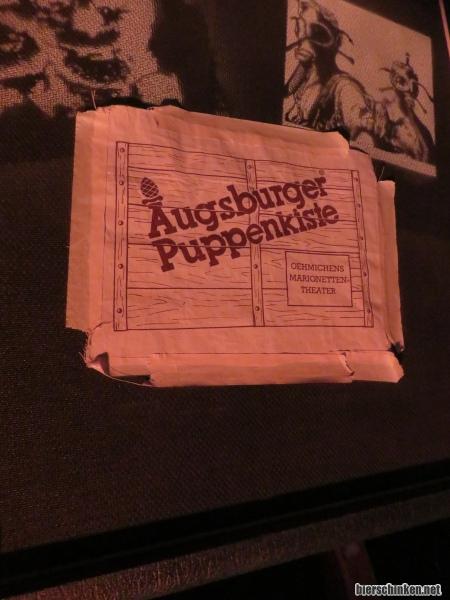 Augsburger®
Puppenkiste
OEHMICHENS
MARIONETTEN-
THEATER
bierschinken.net